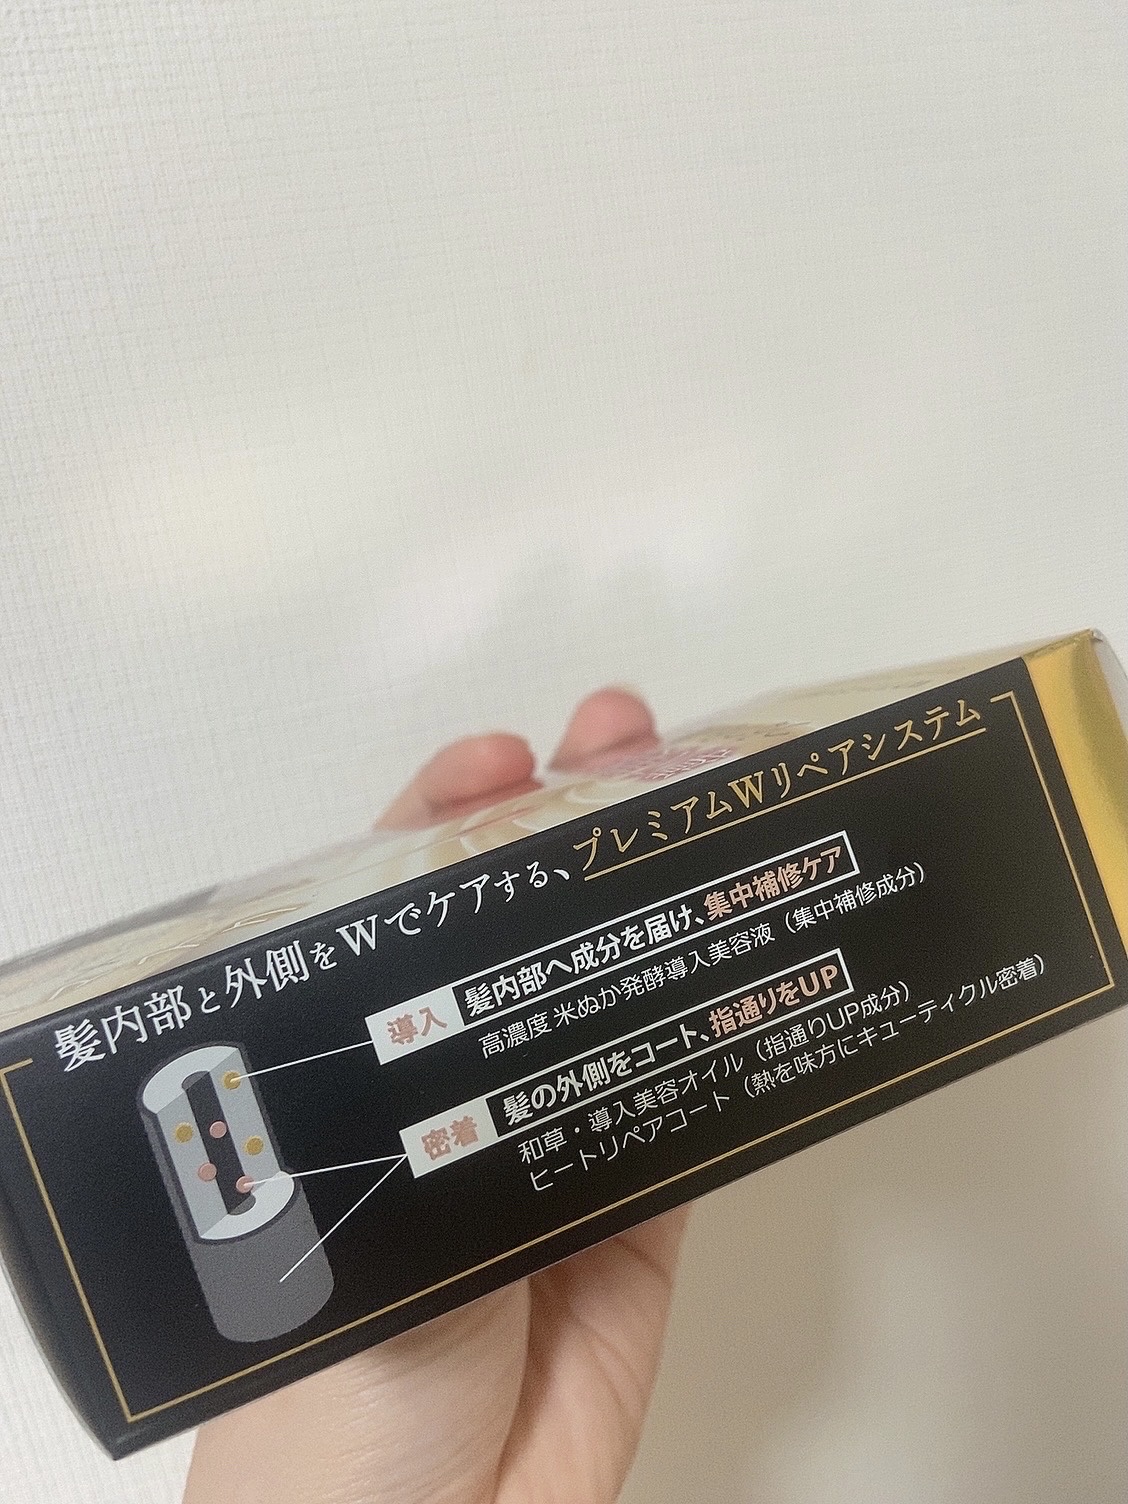 髪内部と外側をWでケアする、プレミアムWリペアシステム
導入 髪内部へ成分を届け、集中補修ケア
高濃度 米ぬか発酵導入美容液（集中補修成分）
密着 髪の外側をコート、指通りをUP
和草・導入美容オイル（指通りUP成分）
ヒートリペアコート（熱を味方にキューティクル密着）